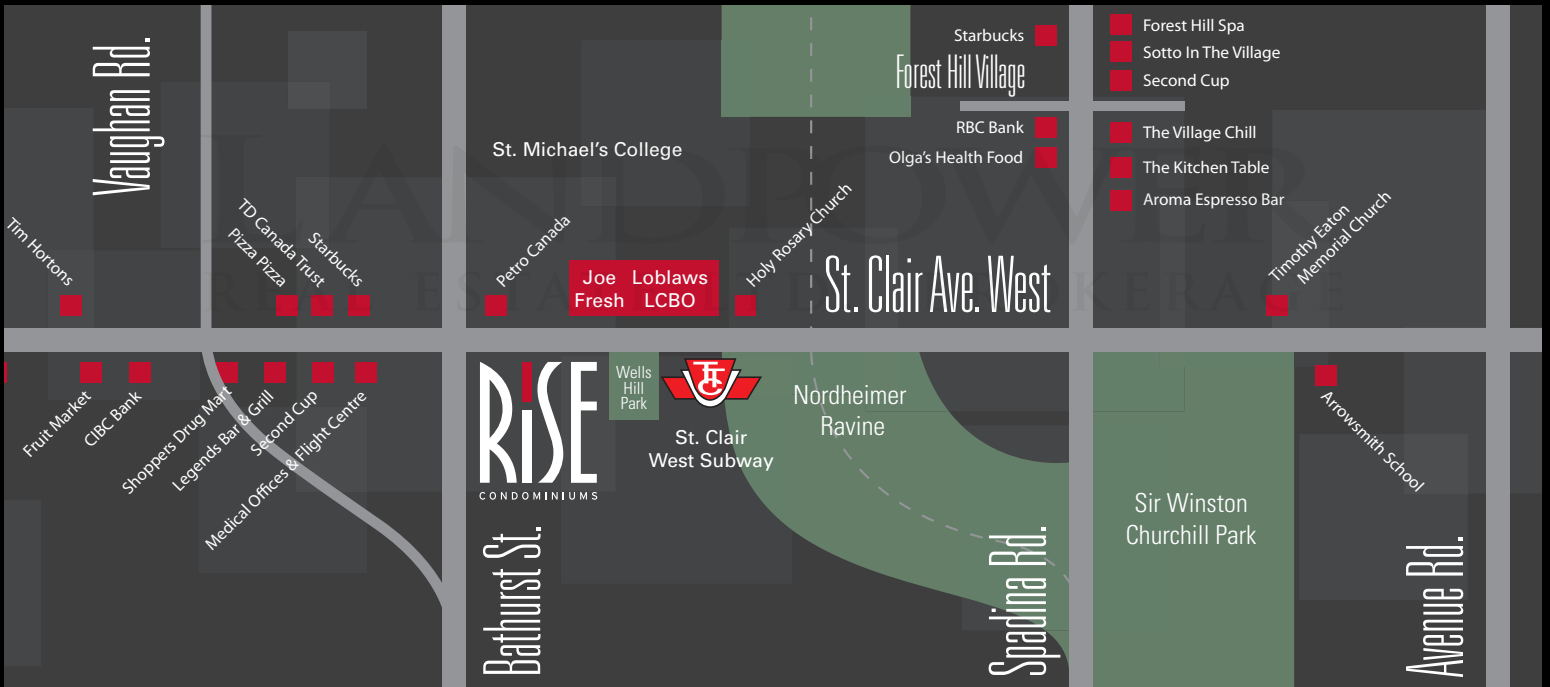 Vaughan Rd.
Tim Hortons
TD Canada Trust
Pizza Pizza
Starbucks
St. Michael's College
Petro Canada
Joe Loblaws
Fresh LCBO
Holy Rosary Church
Starbucks
Forest Hill Village
RBC Bank
Olga's Health Food
Forest Hill Spa
Sotto In The Village
Second Cup
The Village Chill
The Kitchen Table
Aroma Espresso Bar
Timothy Eaton
Memorial Church
St. Clair Ave. West
LANDPOWER
REAL ESTATE LTD BROKERAGE
Fruit Market
CIBC Bank
Shoppers Drug Mart
Legends Bar & Grill
Second Cup
Medical Offices & Flight Centre
RiSE
CONDOMINIUMS
Wells
Hill
Park
TTC
St. Clair
West Subway
Nordheimer
Ravine
Sir Winston
Churchill Park
Arrowsmith School
Bathurst St.
Spadina Rd.
Avenue Rd.